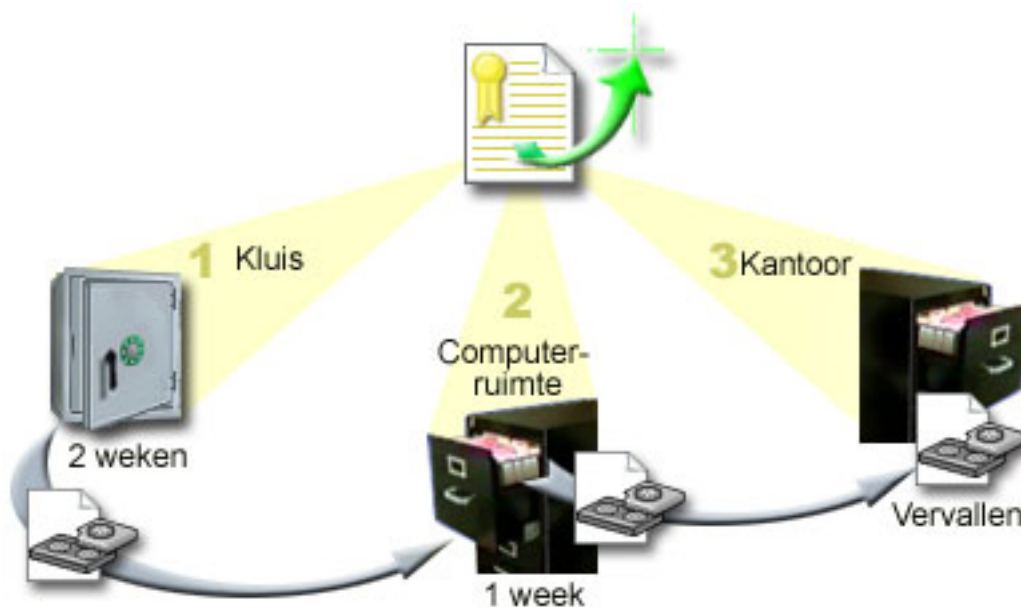 1 Kluis
2 weken
2
Computer-
ruimte
1 week
3 Kantoor
Vervallen